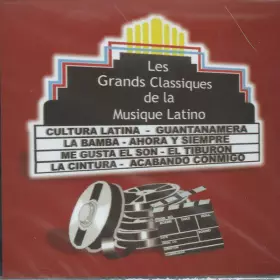 Les
Grands Classiques
de la
Musique Latino
CULTURA LATINA - GUANTANAMERA
LA BAMBA - AHORA Y SIEMPRE
ME GUSTA EL SON - EL TIBURON
LA CINTURA - ACABANDO CONMIGO